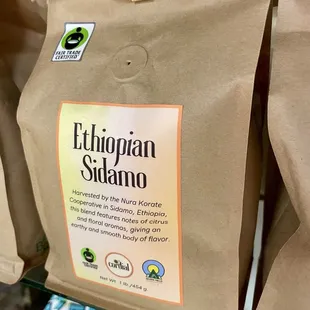 FAIR TRADE
CERTIFIED
Ethiopian
Sidamo
Harvested by the Nura Korate
Cooperative in Sidamo, Ethiopia,
this blend features notes of citrus
and floral aromas, giving an
earthy and smooth body of flavor.
cordial
Net Wt. 1 lb./454 g